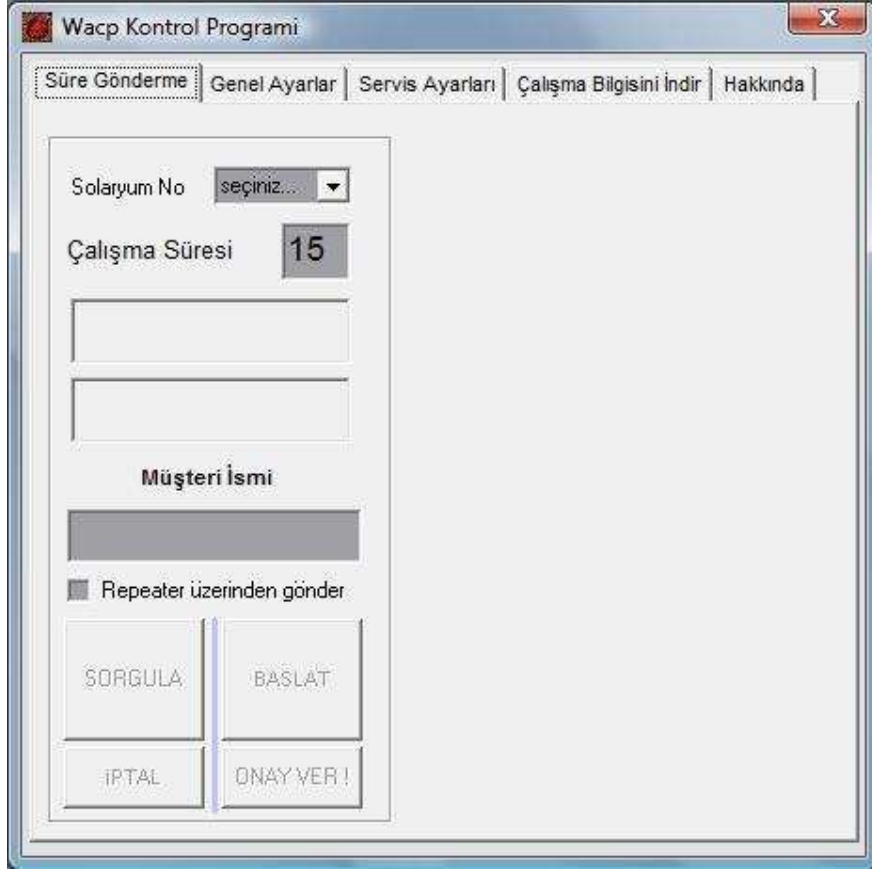 Wacp Kontrol Programi
Süre Gönderme Genel Ayarlar Servis Ayarları Çalışma Bilgisini İndir Hakkında
Solaryum No seçiniz...
Çalışma Süresi 15
Müşteri İsmi
Repeater üzerinden gönder
SORGULA BASLAT
iPTAL ONAY VER !